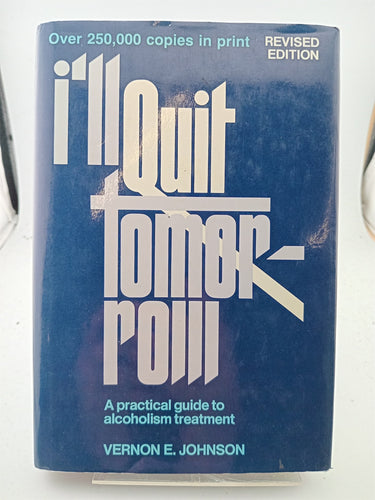 Over 250,000 copies in print
REVISED
EDITION
i'll
Quit
tomor-
row
A practical guide to
alcoholism treatment
VERNON E. JOHNSON